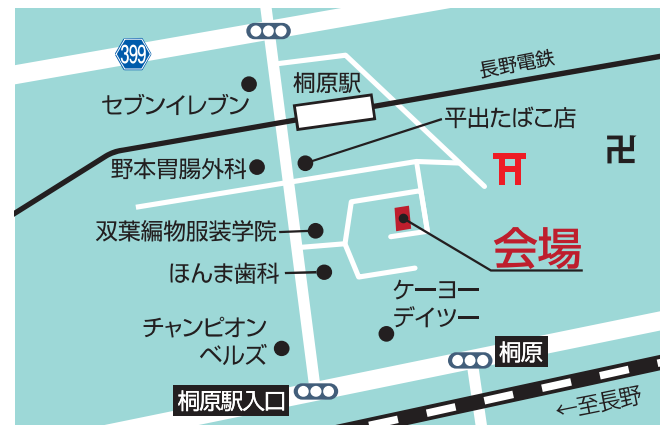 399
長野電鉄
桐原駅
セブンイレブン
平出たばこ店
野本胃腸外科
双葉編物服装学院
会場
ほんま歯科
ケーヨー
デイツー
チャンピオン
ベルズ
桐原
桐原駅入口
←至長野